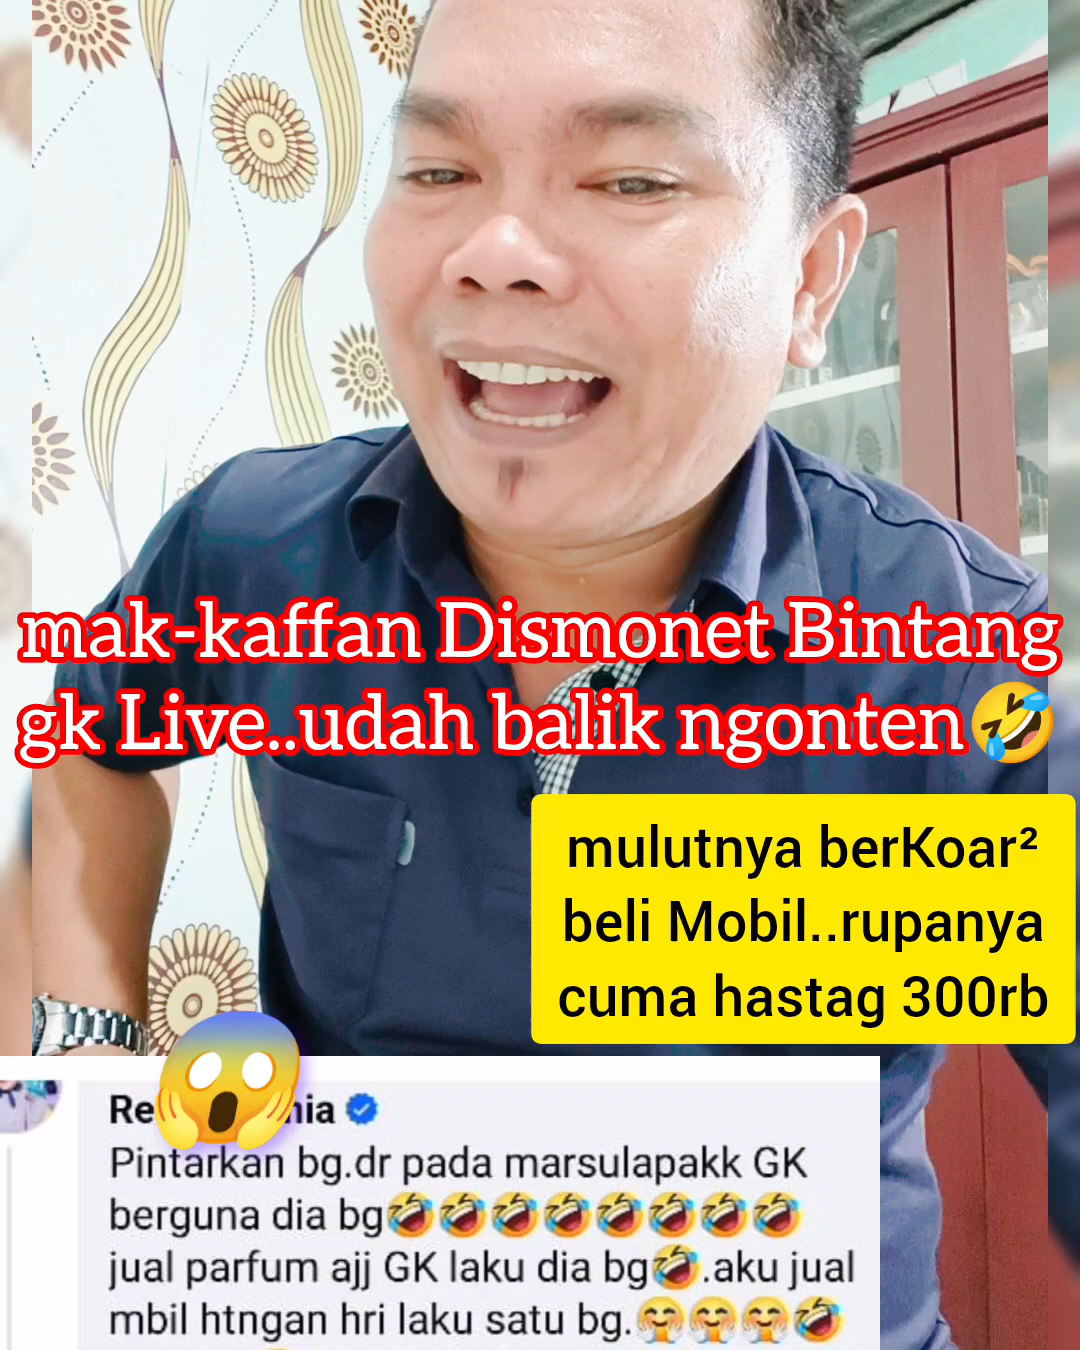 mak-kaffan Dismonet Bintang
gk Live..udah balik ngonten🤣
mulutnya berKoar²
beli Mobil..rupanya
cuma hastag 300rb
Pintarkan bg.dr pada marsulapakk GK
berguna dia bg🤣🤣🤣🤣🤣🤣🤣🤣
jual parfum ajj GK laku dia bg🤣.aku jual
mbil htngan hri laku satu bg.🤗🤗🤗🤣